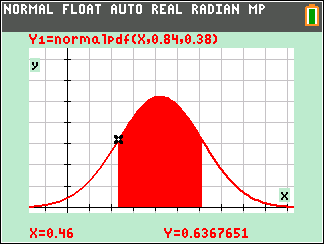 NORMAL FLOAT AUTO REAL RADIAN MP
Y1=normalpdf(X,0.84,0.38)
y
x
X=0.46 Y=0.6367651